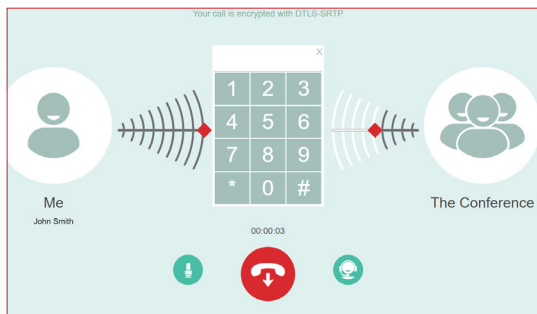 Your call is encrypted with DTLS-SRTP
X
1 2 3
4 5 6
7 8 9
* 0 #
Me
John Smith
The Conference
00:00:03